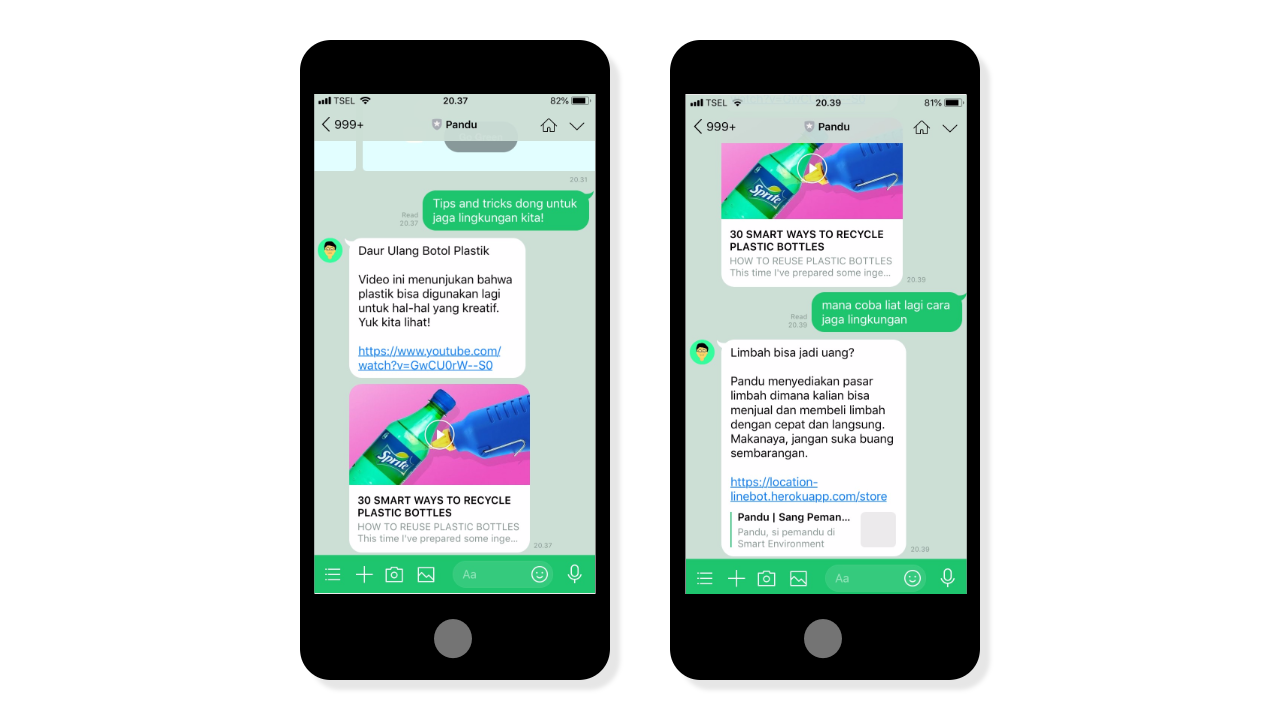 TSEL
20.37
82%
999+
Pandu
20.31
Tips and tricks dong untuk
jaga lingkungan kita!
Read
20.37
Daur Ulang Botol Plastik
Video ini menunjukan bahwa
plastik bisa digunakan lagi
untuk hal-hal yang kreatif.
Yuk kita lihat!
https://www.youtube.com/
watch?v=GwCU0rW--S0
Sprite
30 SMART WAYS TO RECYCLE
PLASTIC BOTTLES
HOW TO REUSE PLASTIC BOTTLES
This time I've prepared some inge...
20.37
Aa
TSEL
20.39
81%
999+
Pandu
Sprite
30 SMART WAYS TO RECYCLE
PLASTIC BOTTLES
HOW TO REUSE PLASTIC BOTTLES
This time I've prepared some inge...
20.39
mana coba liat lagi cara
jaga lingkungan
Read
20.39
Limbah bisa jadi uang?
Pandu menyediakan pasar
limbah dimana kalian bisa
menjual dan membeli limbah
dengan cepat dan langsung.
Makanaya, jangan suka buang
sembarangan.
https://location-
linebot.herokuapp.com/store
Pandu | Sang Peman...
Pandu, si pemandu di
Smart Environment
20.39
Aa